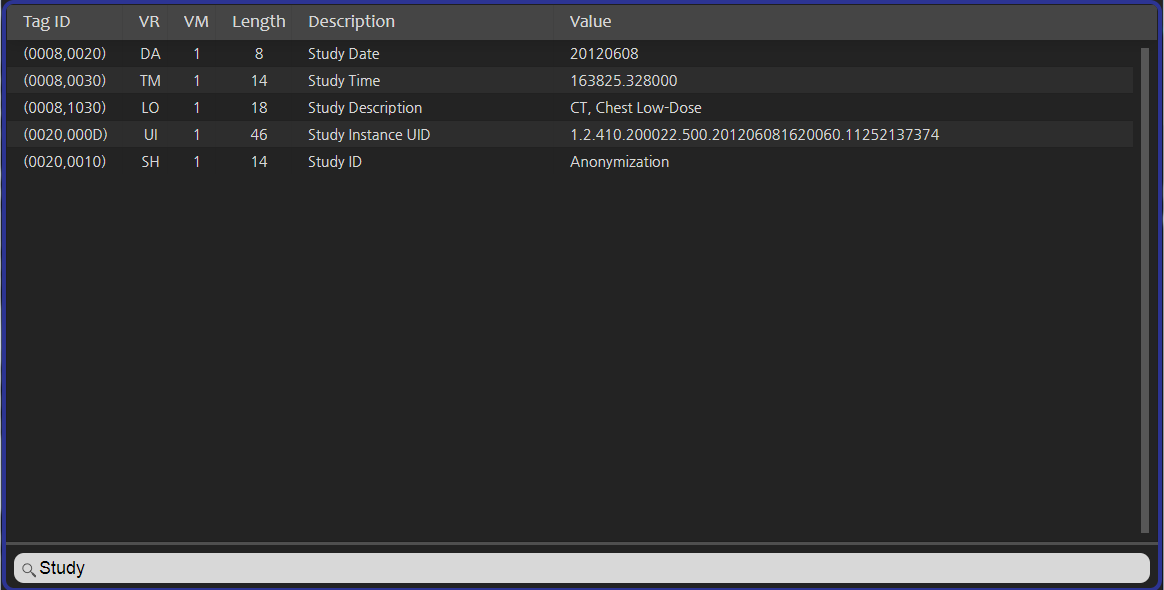 Tag ID VR VM Length Description Value
(0008,0020) DA 1 8 Study Date 20120608
(0008,0030) TM 1 14 Study Time 163825.328000
(0008,1030) LO 1 18 Study Description CT, Chest Low-Dose
(0020,000D) UI 1 46 Study Instance UID 1.2.410.200022.500.201206081620060.11252137374
(0020,0010) SH 1 14 Study ID Anonymization
Study